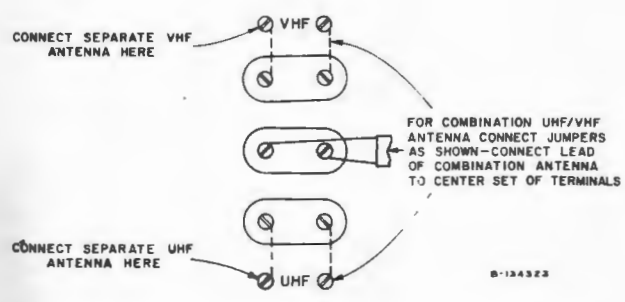 CONNECT SEPARATE VHF
ANTENNA HERE
VHF
FOR COMBINATION UHF/VHF
ANTENNA CONNECT JUMPERS
AS SHOWN-CONNECT LEAD
OF COMBINATION ANTENNA
TO CENTER SET OF TERMINALS
CONNECT SEPARATE UHF
ANTENNA HERE
UHF
B-134323